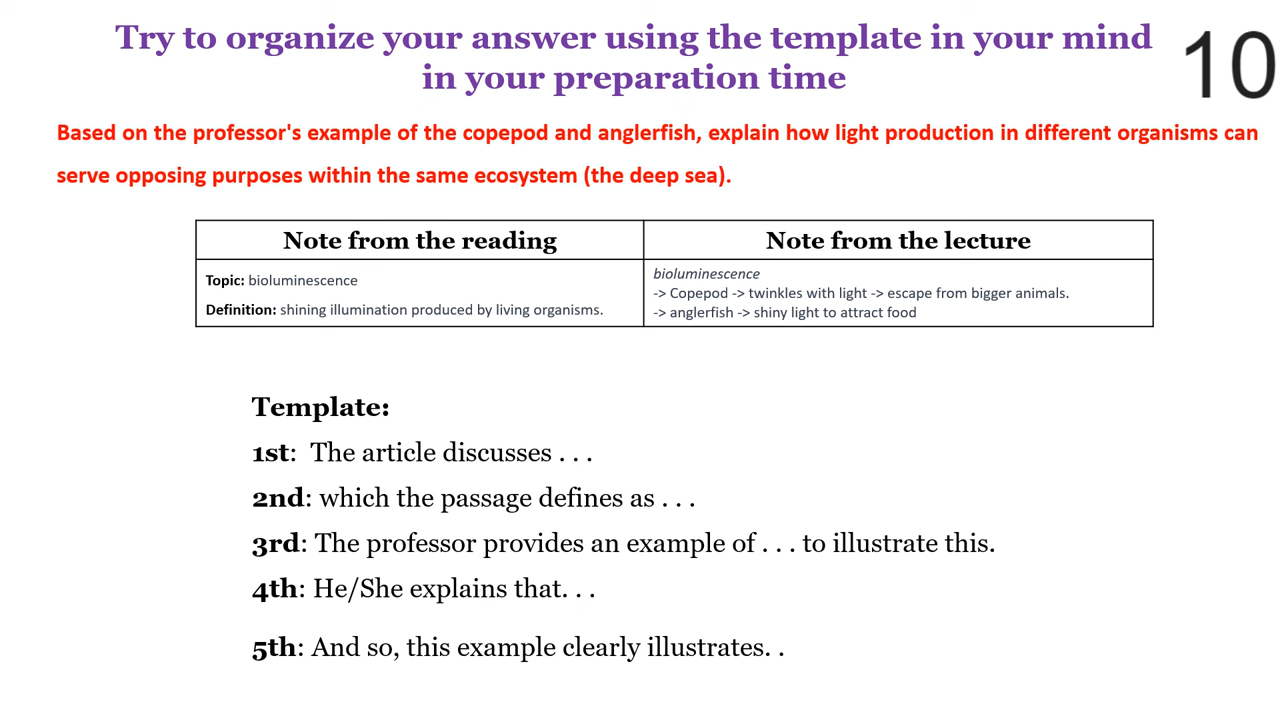 Try to organize your answer using the template in your mind
in your preparation time
10
Based on the professor's example of the copepod and anglerfish, explain how light production in different organisms can
serve opposing purposes within the same ecosystem (the deep sea).
Note from the reading
Note from the lecture
Topic: bioluminescence
Definition: shining illumination produced by living organisms.
bioluminescence
-> Copepod -> twinkles with light -> escape from bigger animals.
-> anglerfish -> shiny light to attract food
Template:
1st:  The article discusses . . .
2nd: which the passage defines as . . .
3rd: The professor provides an example of . . . to illustrate this.
4th: He/She explains that. . .
5th: And so, this example clearly illustrates. .